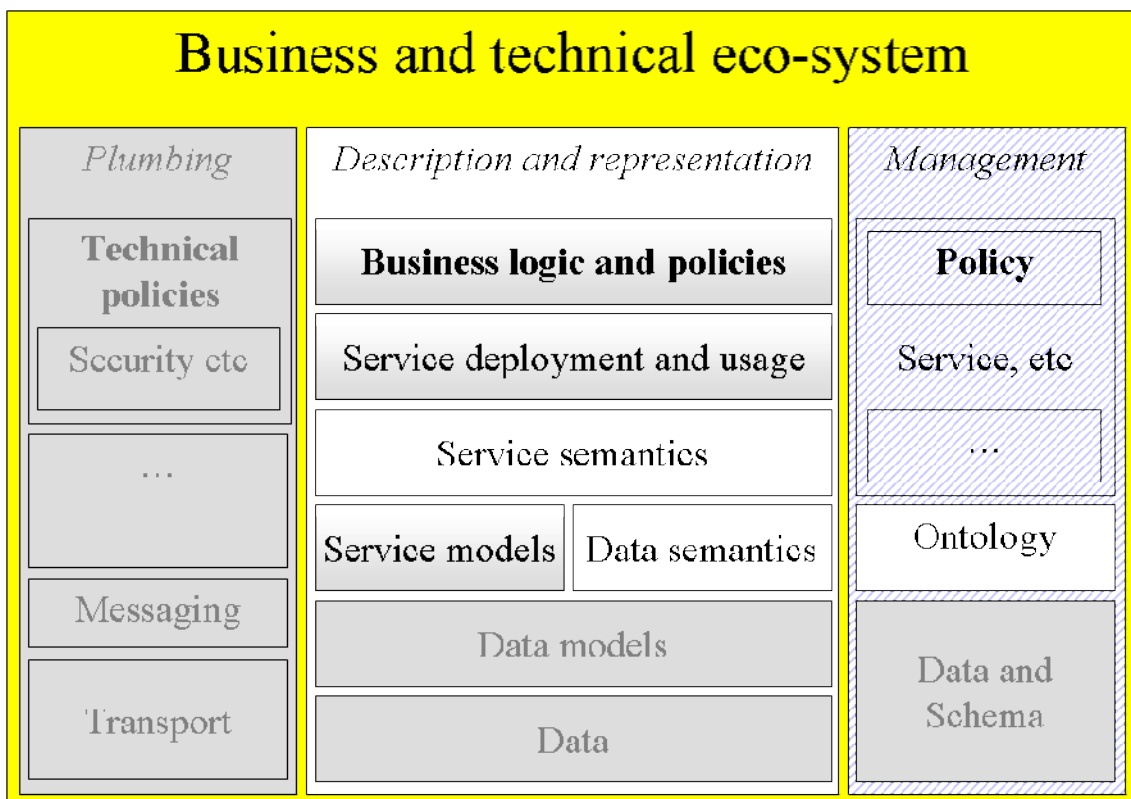 Business and technical eco-system
Plumbing
Technical
policies
Security etc
…
Messaging
Transport
Description and representation
Business logic and policies
Service deployment and usage
Service semantics
Service models
Data semantics
Data models
Data
Management
Policy
Service, etc
…
Ontology
Data and
Schema